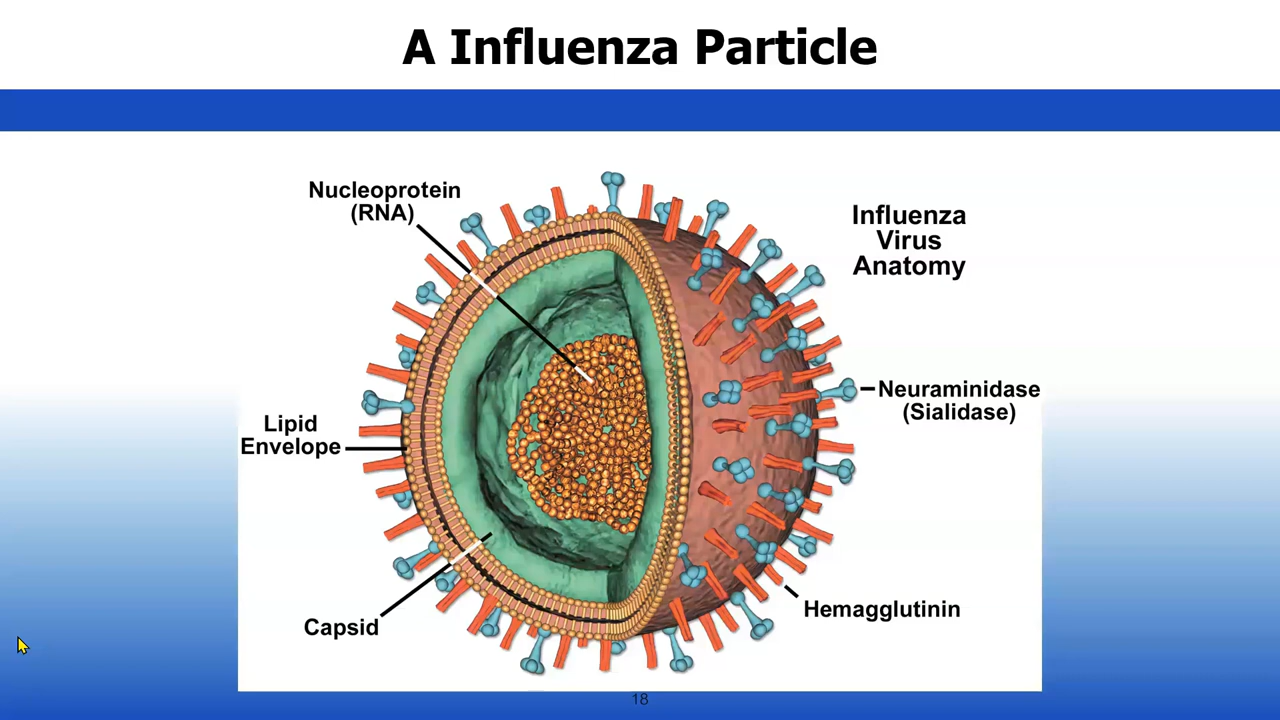 A Influenza Particle
Nucleoprotein
(RNA)
Influenza
Virus
Anatomy
Neuraminidase
(Sialidase)
Lipid
Envelope
Hemagglutinin
Capsid
18